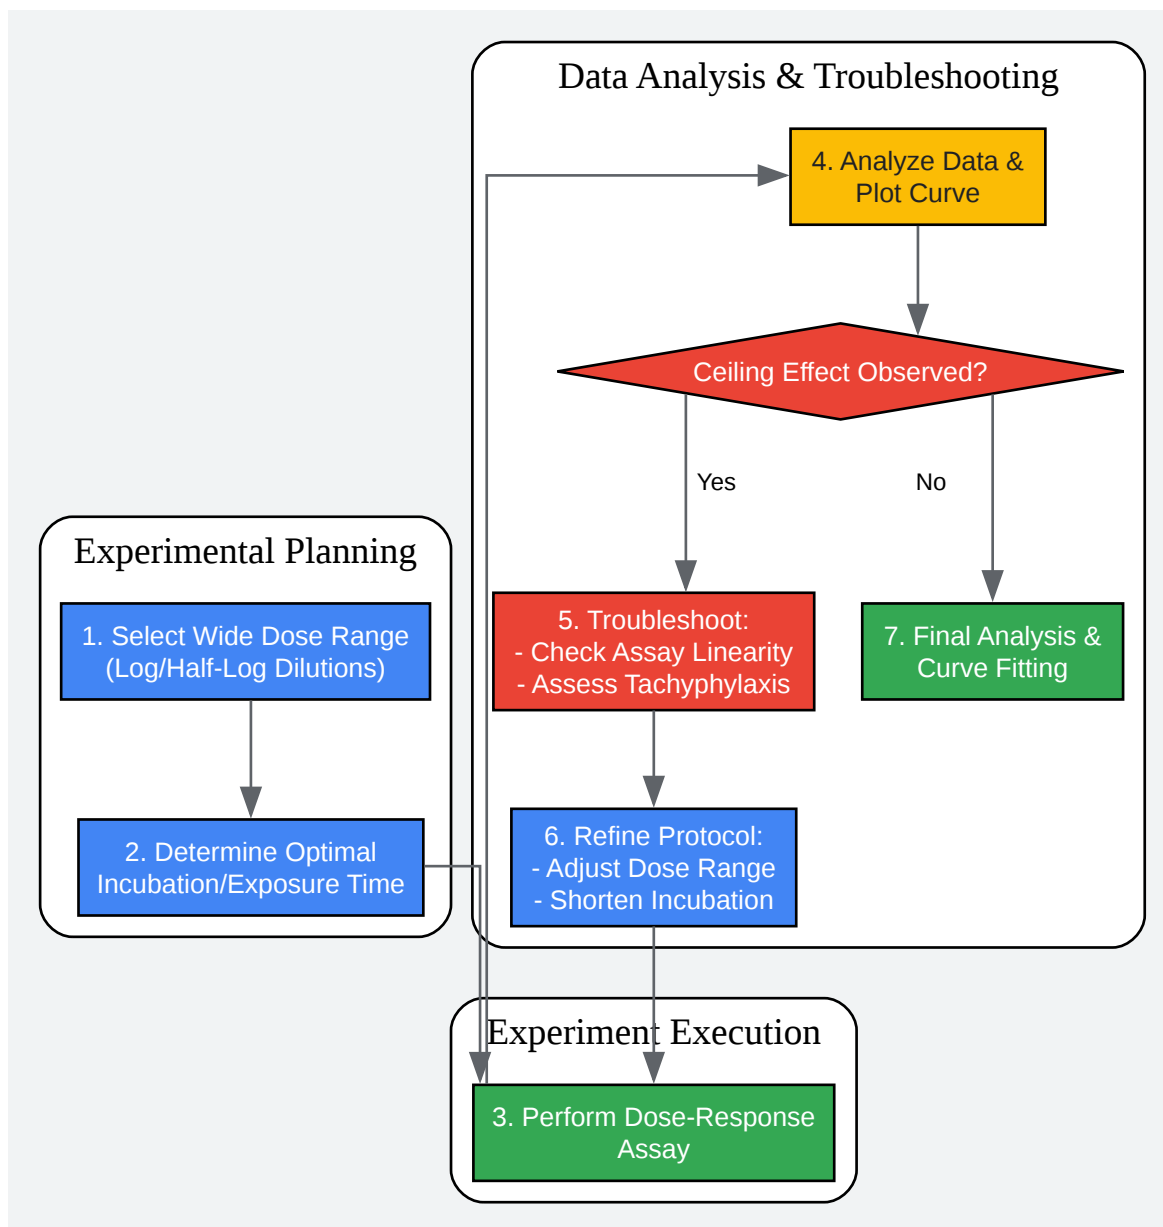 Data Analysis & Troubleshooting
4. Analyze Data &
Plot Curve
Ceiling Effect Observed?
Yes
No
Experimental Planning
1. Select Wide Dose Range
(Log/Half-Log Dilutions)
5. Troubleshoot:
- Check Assay Linearity
- Assess Tachyphylaxis
7. Final Analysis &
Curve Fitting
2. Determine Optimal
Incubation/Exposure Time
6. Refine Protocol:
- Adjust Dose Range
- Shorten Incubation
Experiment Execution
3. Perform Dose-Response
Assay